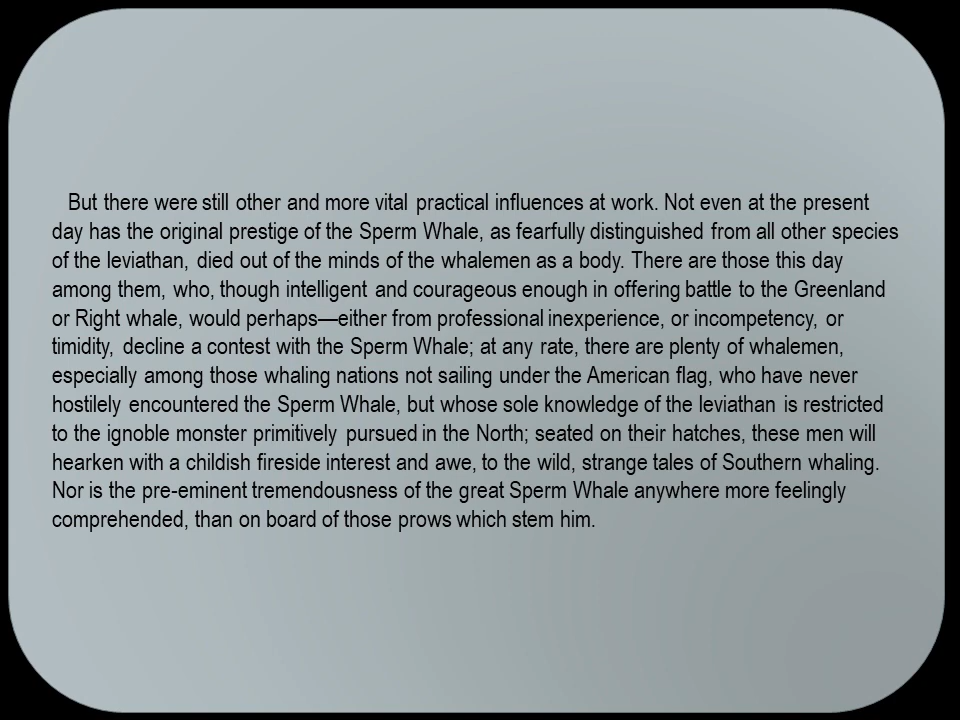 But there were still other and more vital practical influences at work. Not even at the present
day has the original prestige of the Sperm Whale, as fearfully distinguished from all other species
of the leviathan, died out of the minds of the whalemen as a body. There are those this day
among them, who, though intelligent and courageous enough in offering battle to the Greenland
or Right whale, would perhaps—either from professional inexperience, or incompetency, or
timidity, decline a contest with the Sperm Whale; at any rate, there are plenty of whalemen,
especially among those whaling nations not sailing under the American flag, who have never
hostilely encountered the Sperm Whale, but whose sole knowledge of the leviathan is restricted
to the ignoble monster primitively pursued in the North; seated on their hatches, these men will
hearken with a childish fireside interest and awe, to the wild, strange tales of Southern whaling.
Nor is the pre-eminent tremendousness of the great Sperm Whale anywhere more feelingly
comprehended, than on board of those prows which stem him.